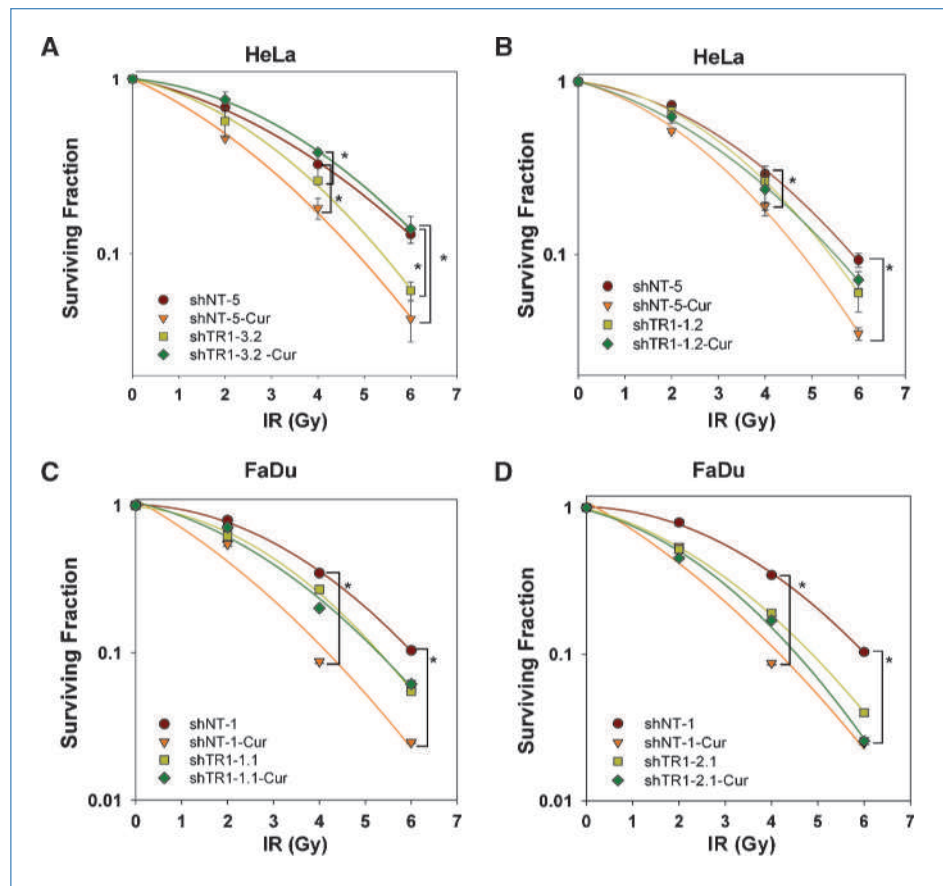 A
HeLa
Surviving Fraction
1
0.1
*
*
*
*
shNT-5
shNT-5-Cur
shTR1-3.2
shTR1-3.2 -Cur
0 1 2 3 4 5 6 7
IR (Gy)
B
HeLa
Surviving Fraction
1
0.1
*
*
shNT-5
shNT-5-Cur
shTR1-1.2
shTR1-1.2-Cur
0 1 2 3 4 5 6 7
IR (Gy)
C
FaDu
Surviving Fraction
1
0.1
0.01
*
*
shNT-1
shNT-1-Cur
shTR1-1.1
shTR1-1.1-Cur
0 1 2 3 4 5 6 7
IR (Gy)
D
FaDu
Surviving Fraction
1
0.1
0.01
*
*
shNT-1
shNT-1-Cur
shTR1-2.1
shTR1-2.1-Cur
0 1 2 3 4 5 6 7
IR (Gy)